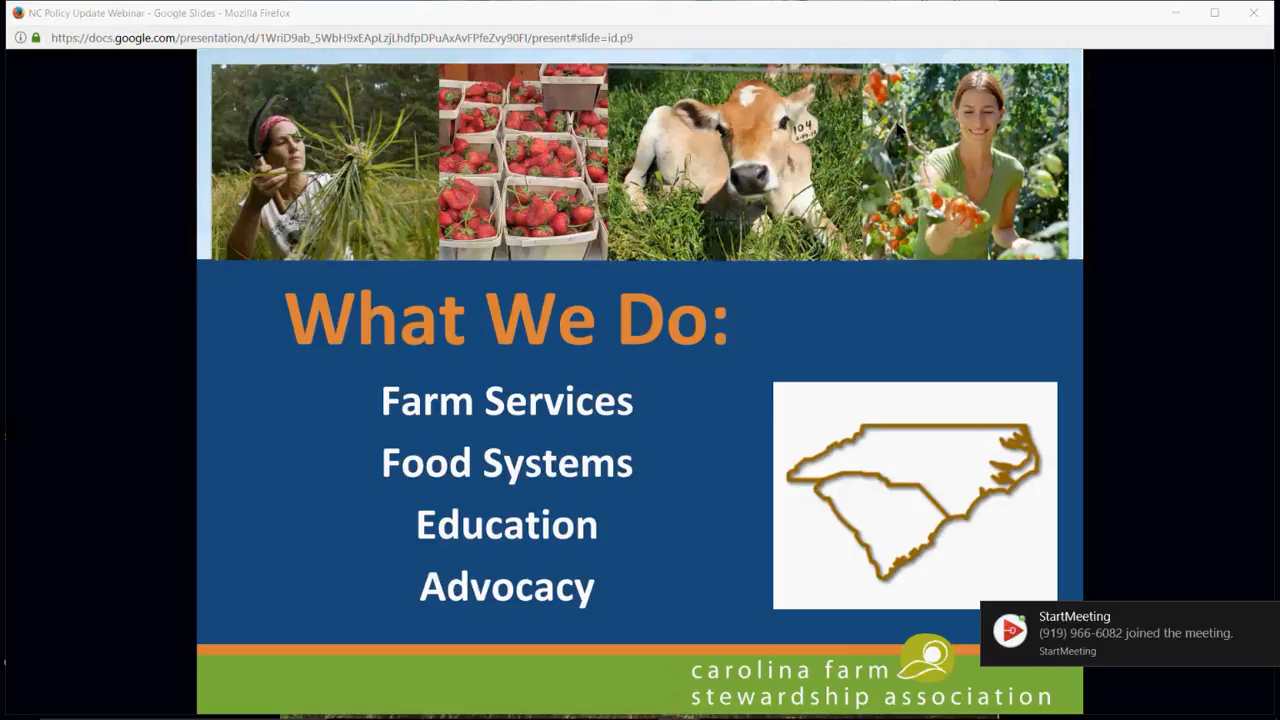 NC Policy Update Webinar - Google Slides - Mozilla Firefox
https://docs.google.com/presentation/d/1WriD9ab_5WbH9xEApLzjLhdfpDPuAxAvFPfeZvy90FI/present#slide=id.p9
104
What We Do:
Farm Services
Food Systems
Education
Advocacy
StartMeeting
(919) 966-6082 joined the meeting.
StartMeeting
carolina farm
stewardship association